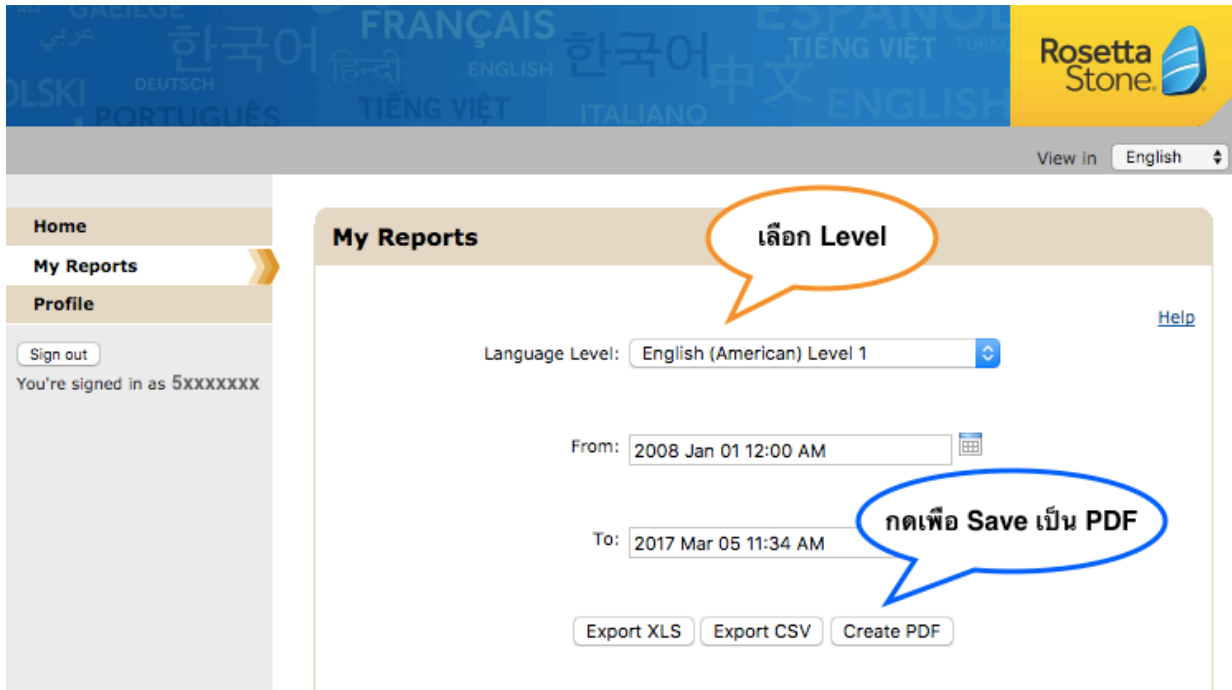 GAEILGE
عربي
한국어
FRANÇAIS
हिन्दी
ENGLISH
한국어
ESPAÑOL
TIẾNG VIỆT
DEUTSCH
PORTUGUÊS
TIẾNG VIỆT
ITALIANO
中文
ENGLISH
Rosetta
Stone
View in English
Home
My Reports
Profile
Sign out
You're signed in as 5xxxxxxx
My Reports
เลือก Level
Help
Language Level: English (American) Level 1
From: 2008 Jan 01 12:00 AM
กดเพือ Save เป็น PDF
To: 2017 Mar 05 11:34 AM
Export XLS Export CSV Create PDF